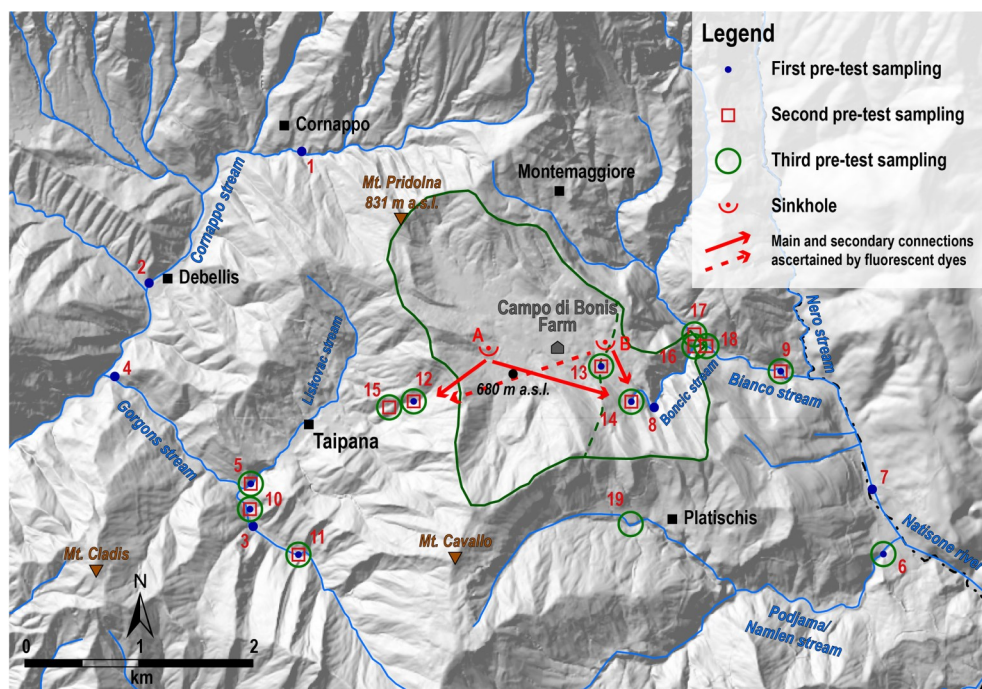 Legend
First pre-test sampling
Second pre-test sampling
Third pre-test sampling
Sinkhole
Main and secondary connections
ascertained by fluorescent dyes
Cornappo
1
Mt. Pridolna
831 m a.s.l.
Montemaggiore
Cornappo stream
2
Debellis
Nero stream
Campo di Bonis
Farm
17
A
B
16
18
Liskovac stream
4
13
9
Bianco stream
680 m a.s.l.
Boncic stream
15
12
14
8
Gorgons stream
Taipana
5
10
7
19
Platischis
3
Natisone river
11
Mt. Cladis
Mt. Cavallo
6
N
Podjama/
Namlen stream
0
1
2
km